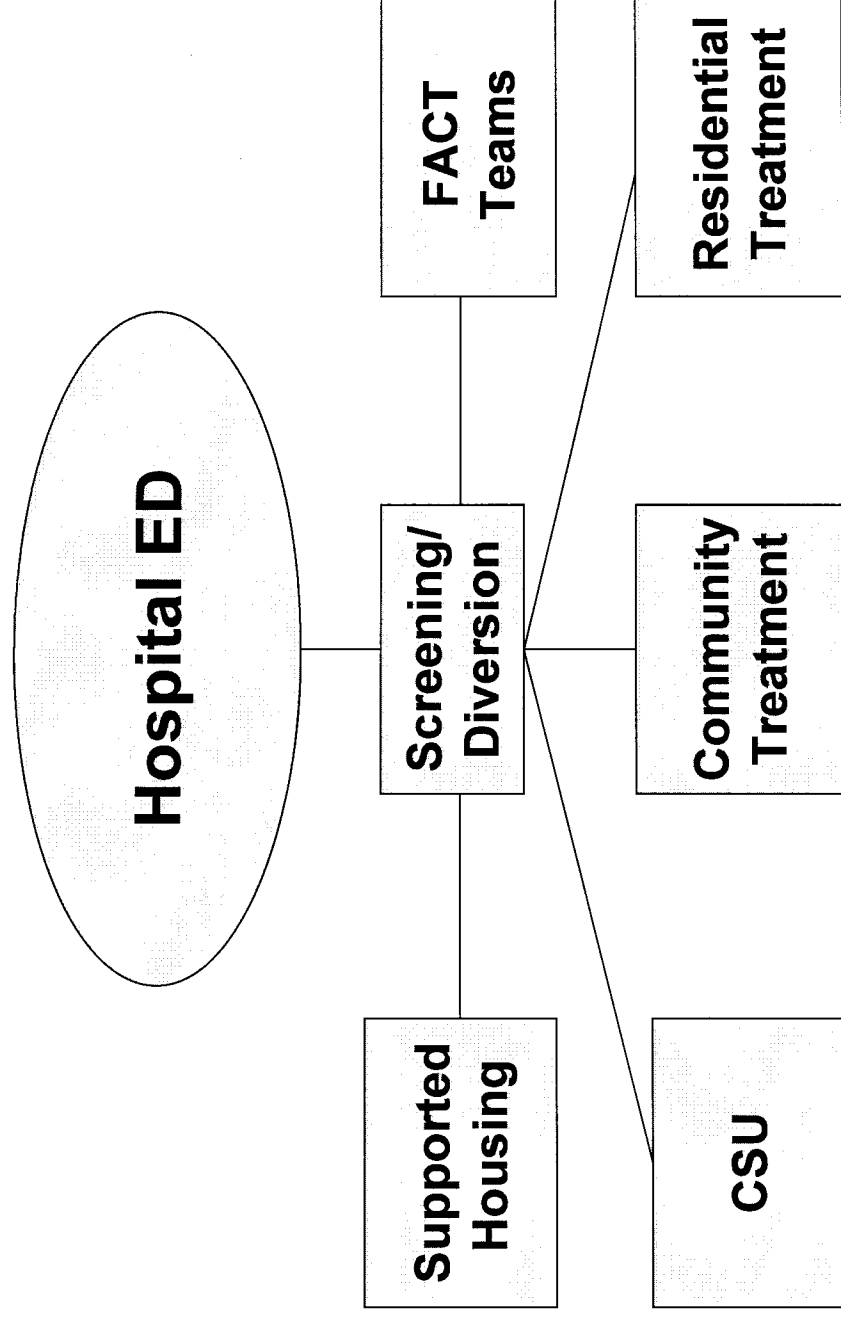 Hospital ED
Supported
Housing
Screening/
Diversion
FACT
Teams
CSU
Community
Treatment
Residential
Treatment